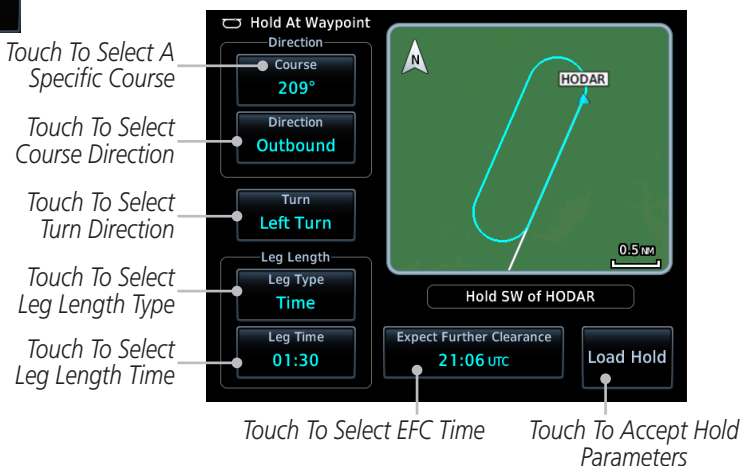 Hold At Waypoint
Touch To Select A
Specific Course
Direction
Course
209°
Touch To Select
Course Direction
Direction
Outbound
Touch To Select
Turn Direction
Turn
Left Turn
Touch To Select
Leg Length Type
Leg Length
Leg Type
Time
Touch To Select
Leg Length Time
Leg Time
01:30
N
HODAR
0.5 NM
Hold SW of HODAR
Expect Further Clearance
21:06 UTC
Load Hold
Touch To Select EFC Time
Touch To Accept Hold
Parameters